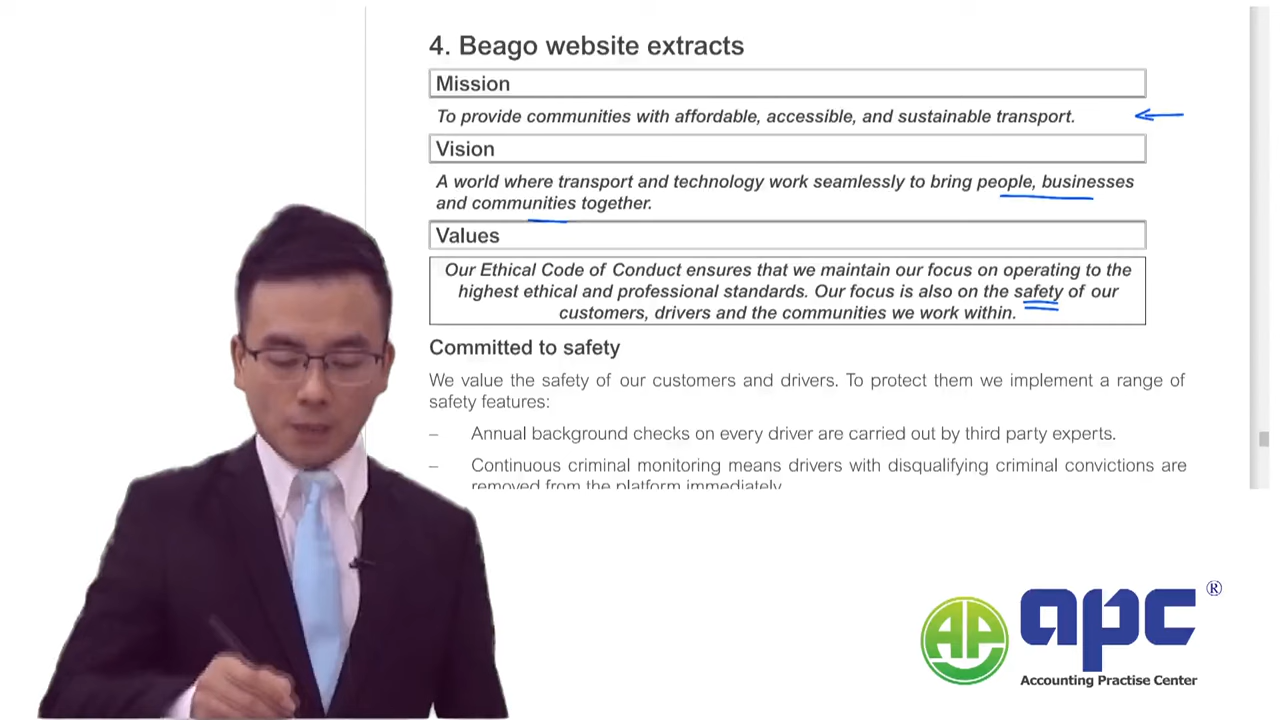 4. Beago website extracts
Mission
To provide communities with affordable, accessible, and sustainable transport.
Vision
A world where transport and technology work seamlessly to bring people, businesses
and communities together.
Values
Our Ethical Code of Conduct ensures that we maintain our focus on operating to the
highest ethical and professional standards. Our focus is also on the safety of our
customers, drivers and the communities we work within.
Committed to safety
We value the safety of our customers and drivers. To protect them we implement a range of
safety features:
– Annual background checks on every driver are carried out by third party experts.
– Continuous criminal monitoring means drivers with disqualifying criminal convictions are
removed from the platform immediately
AP
apc ®
Accounting Practise Center